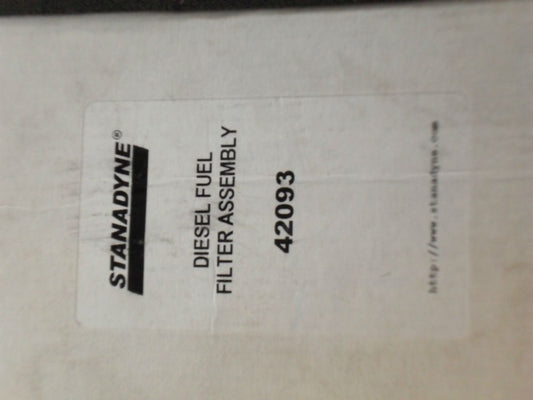 STANADYNE®
DIESEL FUEL
FILTER ASSEMBLY
42093
http://www.stanadyne.com